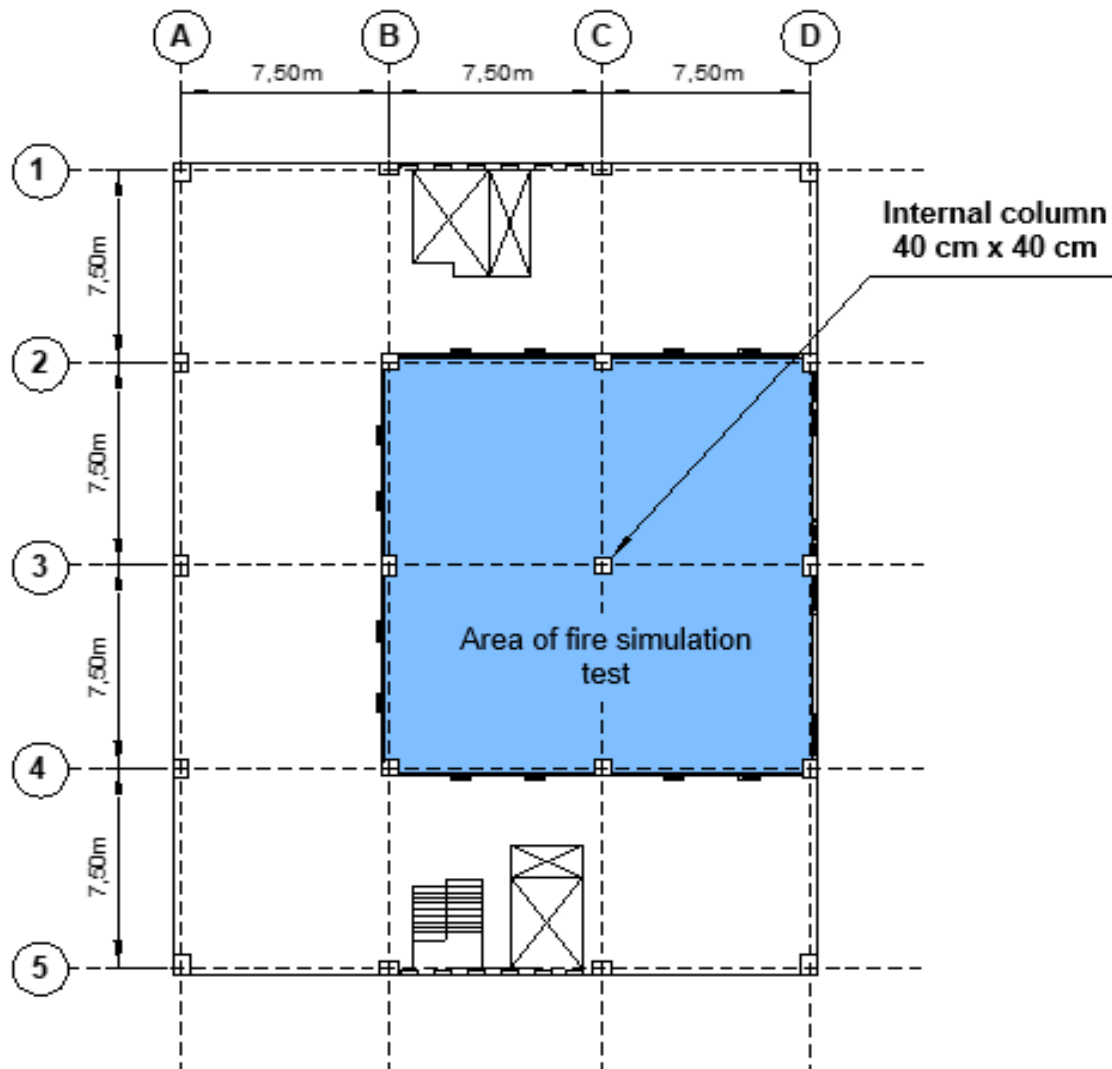 A B C D
7,50m 7,50m 7,50m
1
Internal column
40 cm x 40 cm
7,50m
2
7,50m
3
Area of fire simulation
test
7,50m
4
7,50m
5